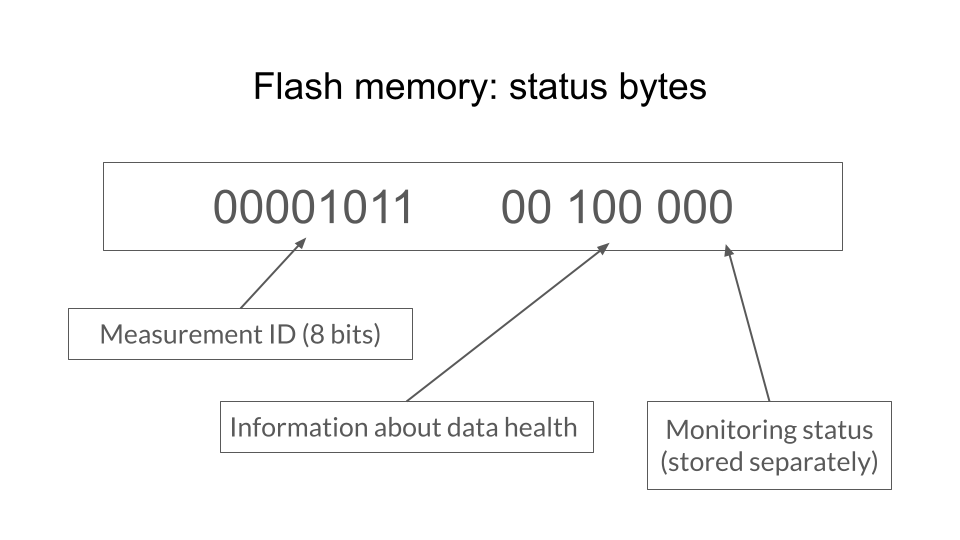 Flash memory: status bytes
00001011 00 100 000
Measurement ID (8 bits)
Information about data health
Monitoring status
(stored separately)